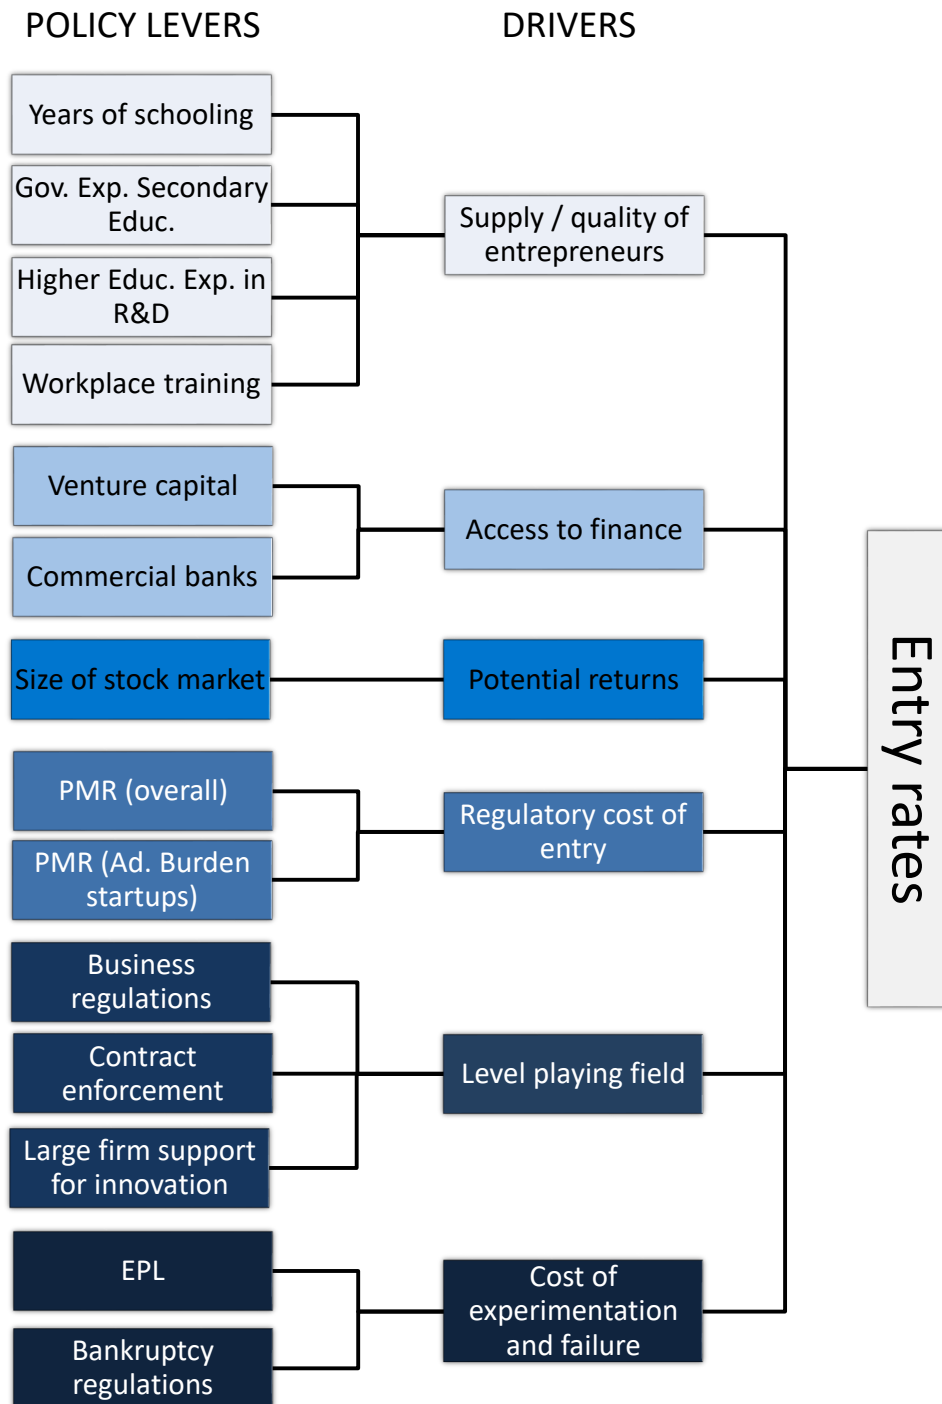 POLICY LEVERS
DRIVERS
Years of schooling
Gov. Exp. Secondary
Educ.
Higher Educ. Exp. in
R&D
Workplace training
Supply / quality of
entrepreneurs
Venture capital
Commercial banks
Access to finance
Size of stock market
Potential returns
PMR (overall)
PMR (Ad. Burden
startups)
Regulatory cost of
entry
Business
regulations
Contract
enforcement
Large firm support
for innovation
Level playing field
EPL
Bankruptcy
regulations
Cost of
experimentation
and failure
Entry rates